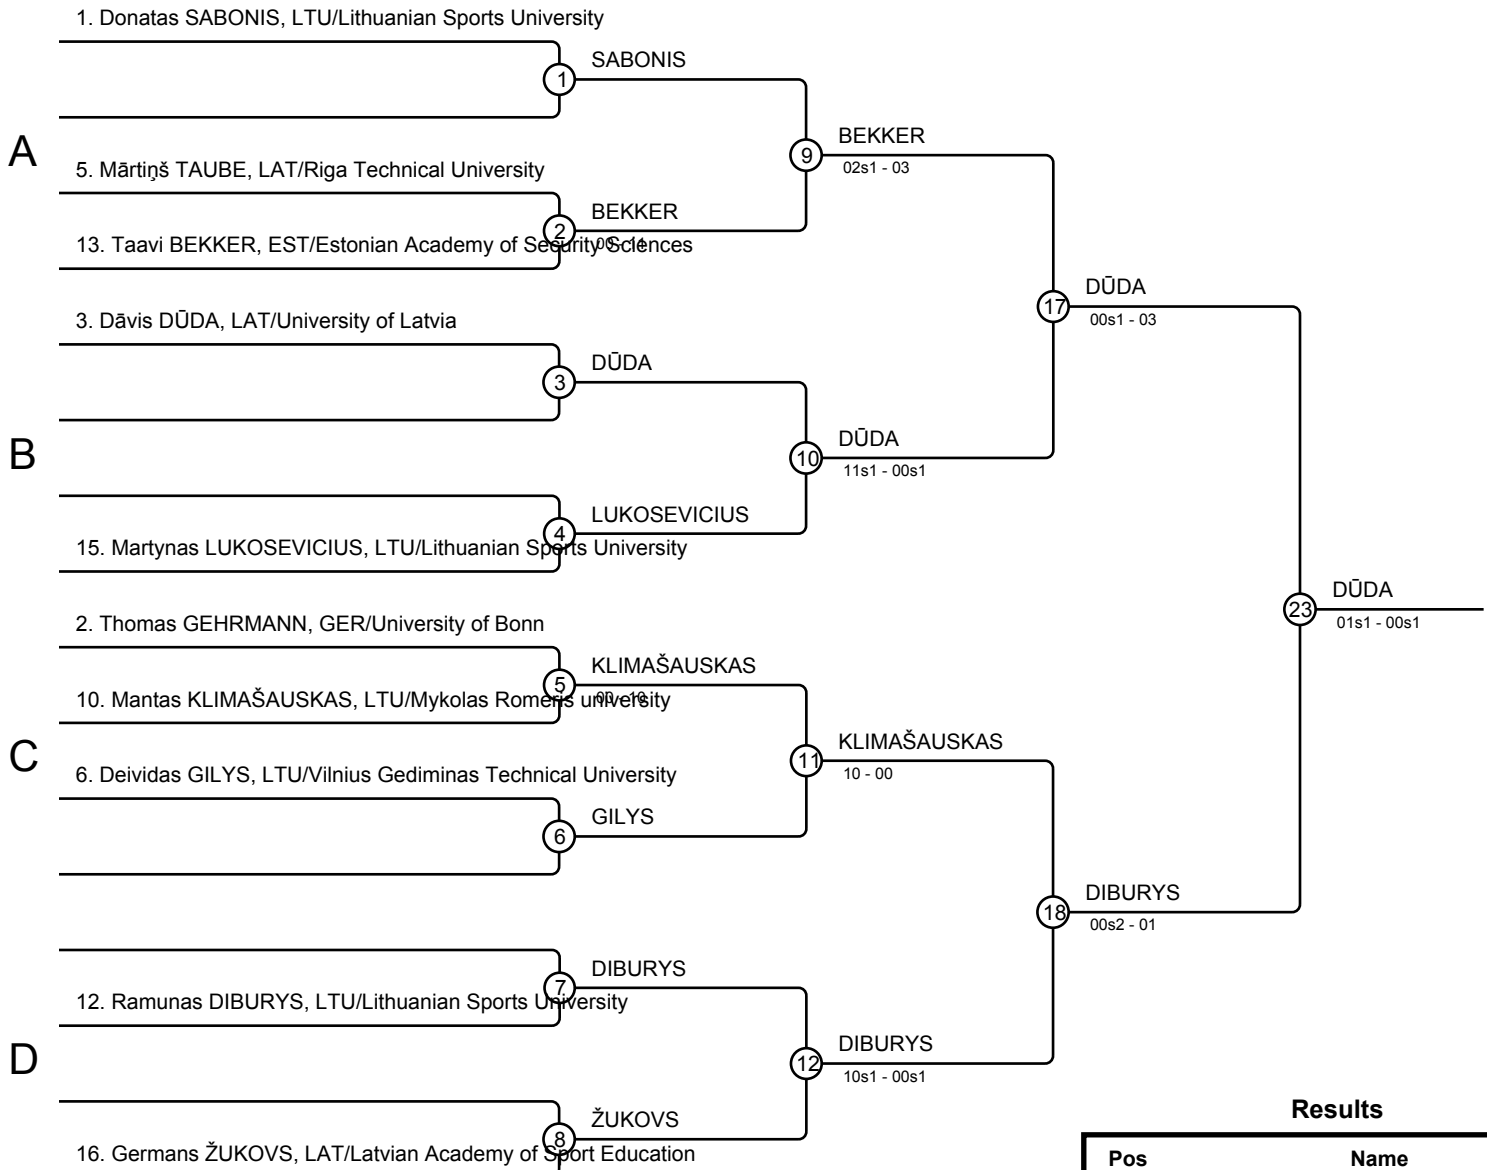 1. Donatas SABONIS, LTU/Lithuanian Sports University
SABONIS
1
BEKKER
A
9
02s1 - 03
5. Mārtiņš TAUBE, LAT/Riga Technical University
BEKKER
2
13. Taavi BEKKER, EST/Estonian Academy of Security Sciences
3. Dāvis DŪDA, LAT/University of Latvia
DŪDA
17
00s1 - 03
DŪDA
3
DŪDA
B
10
11s1 - 00s1
LUKOSEVICIUS
4
15. Martynas LUKOSEVICIUS, LTU/Lithuanian Sports University
DŪDA
23
01s1 - 00s1
2. Thomas GEHRMANN, GER/University of Bonn
KLIMAŠAUSKAS
5
00 - 10
10. Mantas KLIMAŠAUSKAS, LTU/Mykolas Romeris university
KLIMAŠAUSKAS
C
11
10 - 00
6. Deividas GILYS, LTU/Vilnius Gediminas Technical University
GILYS
6
DIBURYS
18
00s2 - 01
DIBURYS
7
12. Ramunas DIBURYS, LTU/Lithuanian Sports University
DIBURYS
D
12
10s1 - 00s1
ŽUKOVS
8
16. Germans ŽUKOVS, LAT/Latvian Academy of Sport Education
Results
Pos Name